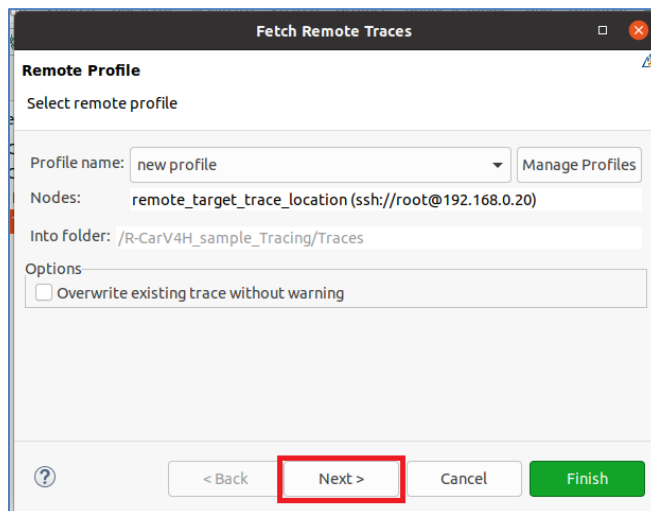 Fetch Remote Traces
Remote Profile
Select remote profile
Profile name: new profile Manage Profiles
Nodes: remote_target_trace_location (ssh://root@192.168.0.20)
Into folder: /R-CarV4H_sample_Tracing/Traces
Options
Overwrite existing trace without warning
< Back Next > Cancel Finish